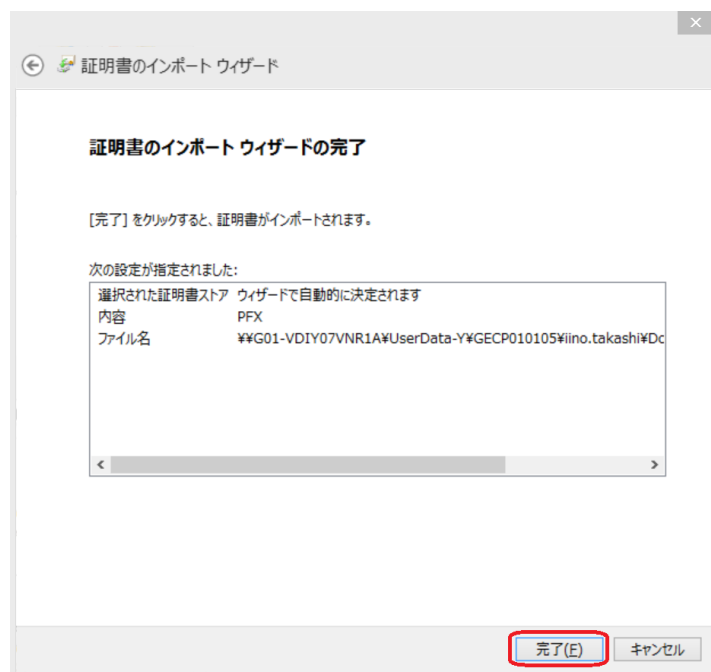 証明書のインポート ウィザード
証明書のインポート ウィザードの完了
[完了] をクリックすると、証明書がインポートされます。
次の設定が指定されました:
選択された証明書ストア ウィザードで自動的に決定されます
内容 PFX
ファイル名 ¥¥G01-VDIY07VNR1A¥UserData-Y¥GECP010105¥iino.takashi¥Dc
完了(F) キャンセル